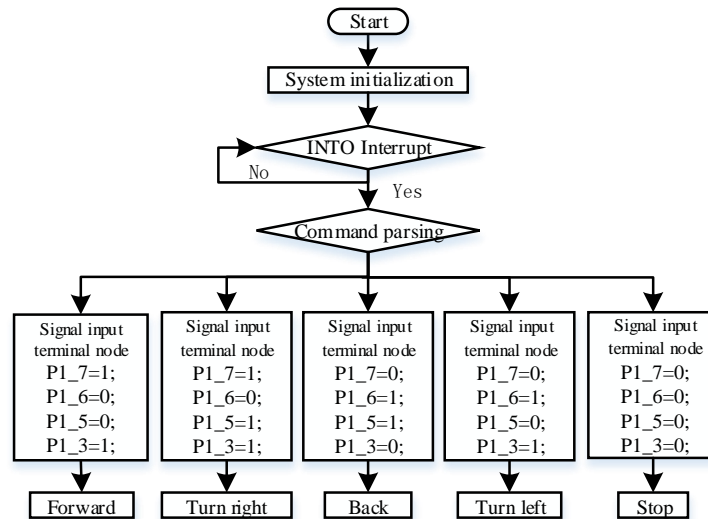 Start
System initialization
INTO Interrupt
No
Yes
Command parsing
Signal input
terminal node
P1_7=1;
P1_6=0;
P1_5=0;
P1_3=1;
Forward
Signal input
terminal node
P1_7=1;
P1_6=0;
P1_5=1;
P1_3=1;
Turn right
Signal input
terminal node
P1_7=0;
P1_6=1;
P1_5=1;
P1_3=0;
Back
Signal input
terminal node
P1_7=0;
P1_6=1;
P1_5=0;
P1_3=1;
Turn left
Signal input
terminal node
P1_7=0;
P1_6=0;
P1_5=0;
P1_3=0;
Stop